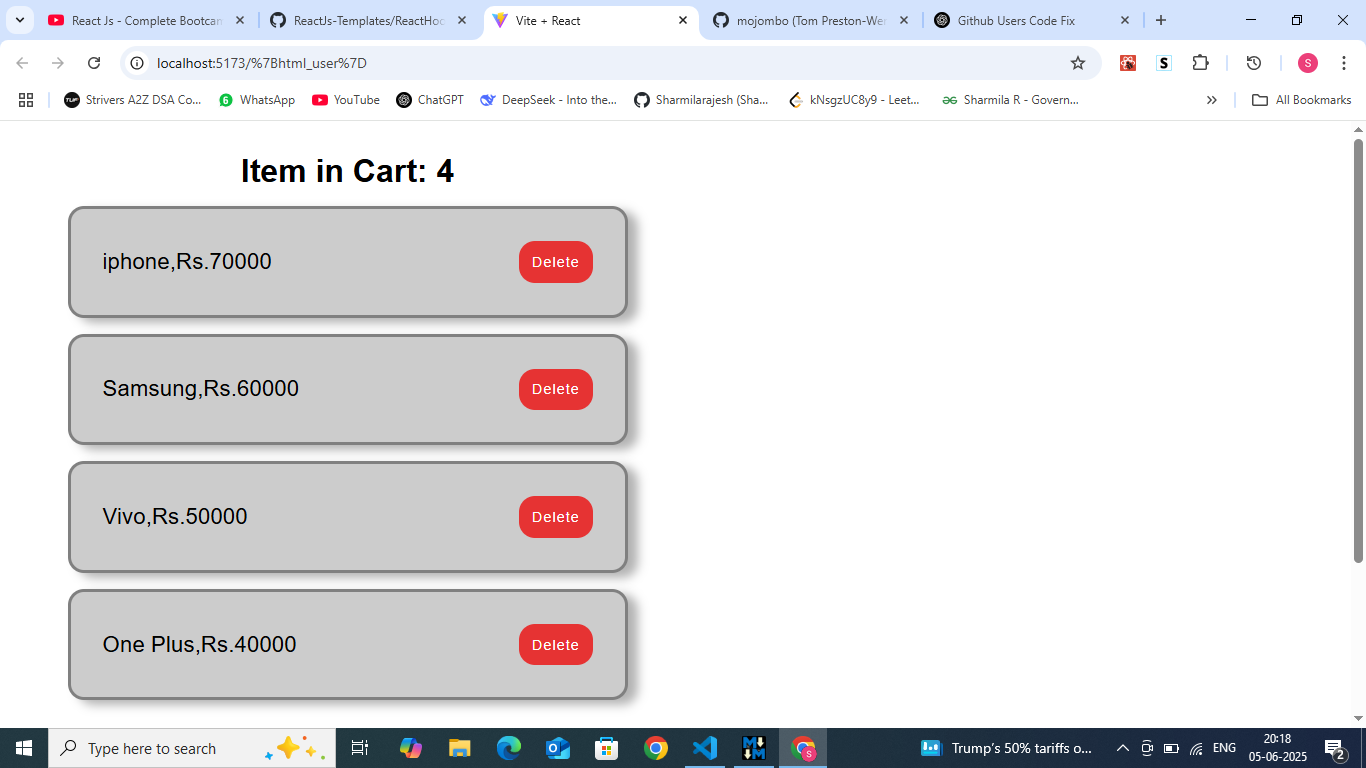 React Js - Complete Bootcam
ReactJs-Templates/ReactHoo
Vite + React
mojombo (Tom Preston-Wer
Github Users Code Fix
localhost:5173/%7Bhtml_user%7D
S
S
Strivers A2Z DSA Co...
WhatsApp
YouTube
ChatGPT
DeepSeek - Into the...
Sharmilarajesh (Sha...
kNsgzUC8y9 - Leet...
Sharmila R - Govern...
All Bookmarks
Item in Cart: 4
iphone,Rs.70000
Delete
Samsung,Rs.60000
Delete
Vivo,Rs.50000
Delete
One Plus,Rs.40000
Delete
Type here to search
Trump's 50% tariffs o...
ENG
20:18
05-06-2025
2